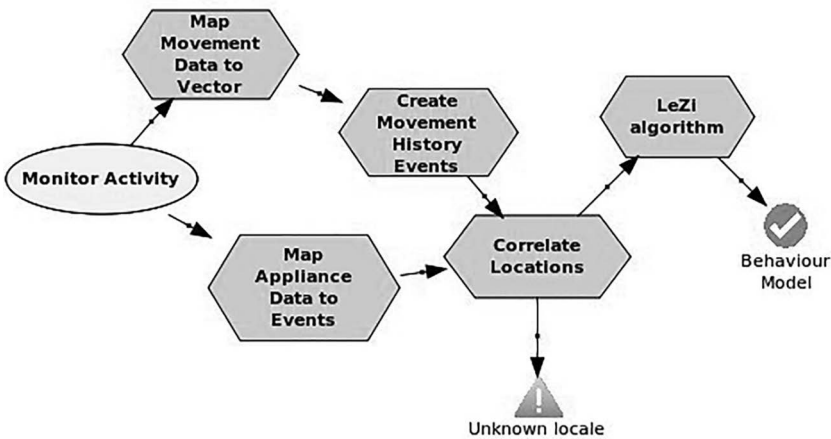 Map
Movement
Data to
Vector
Create
Movement
History
Events
LeZi
algorithm
Monitor Activity
Map
Appliance
Data to
Events
Correlate
Locations
Behaviour
Model
Unknown locale